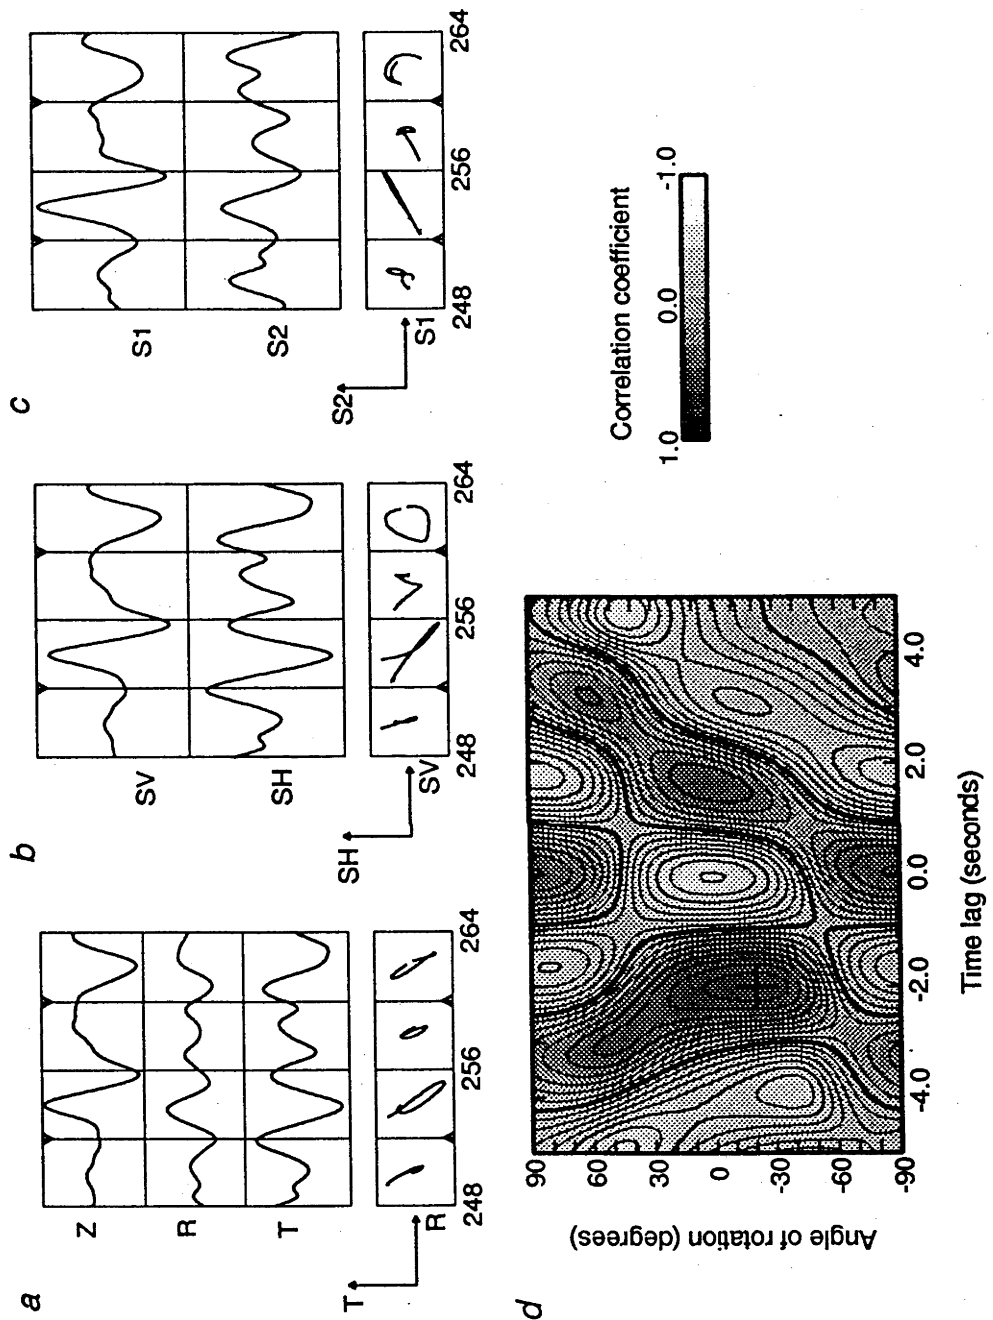 a
Z
R
T
T
R
248
256
264
b
SV
SH
SH
SV
248
256
264
c
S1
S2
S2
S1
248
256
264
d
Angle of rotation (degrees)
90
60
30
0
-30
-60
-90
-4.0
-2.0
0.0
2.0
4.0
Time lag (seconds)
Correlation coefficient
1.0
0.0
-1.0